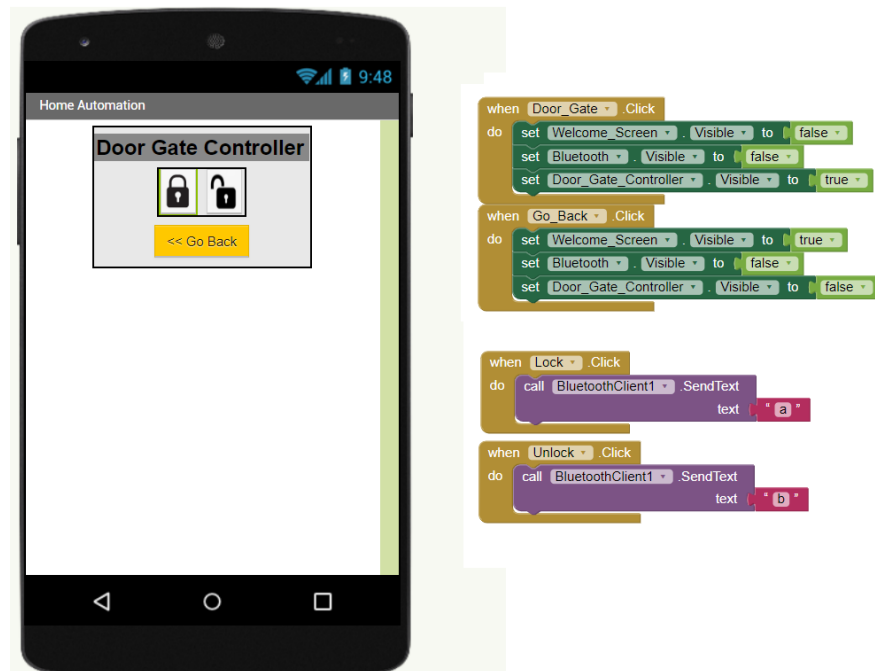 9:48
Home Automation
Door Gate Controller
<< Go Back
when Door_Gate .Click
do set Welcome_Screen . Visible to false
set Bluetooth . Visible to false
set Door_Gate_Controller . Visible to true
when Go_Back .Click
do set Welcome_Screen . Visible to true
set Bluetooth . Visible to false
set Door_Gate_Controller . Visible to false
when Lock .Click
do call BluetoothClient1 .SendText
text "a"
when Unlock .Click
do call BluetoothClient1 .SendText
text "b"